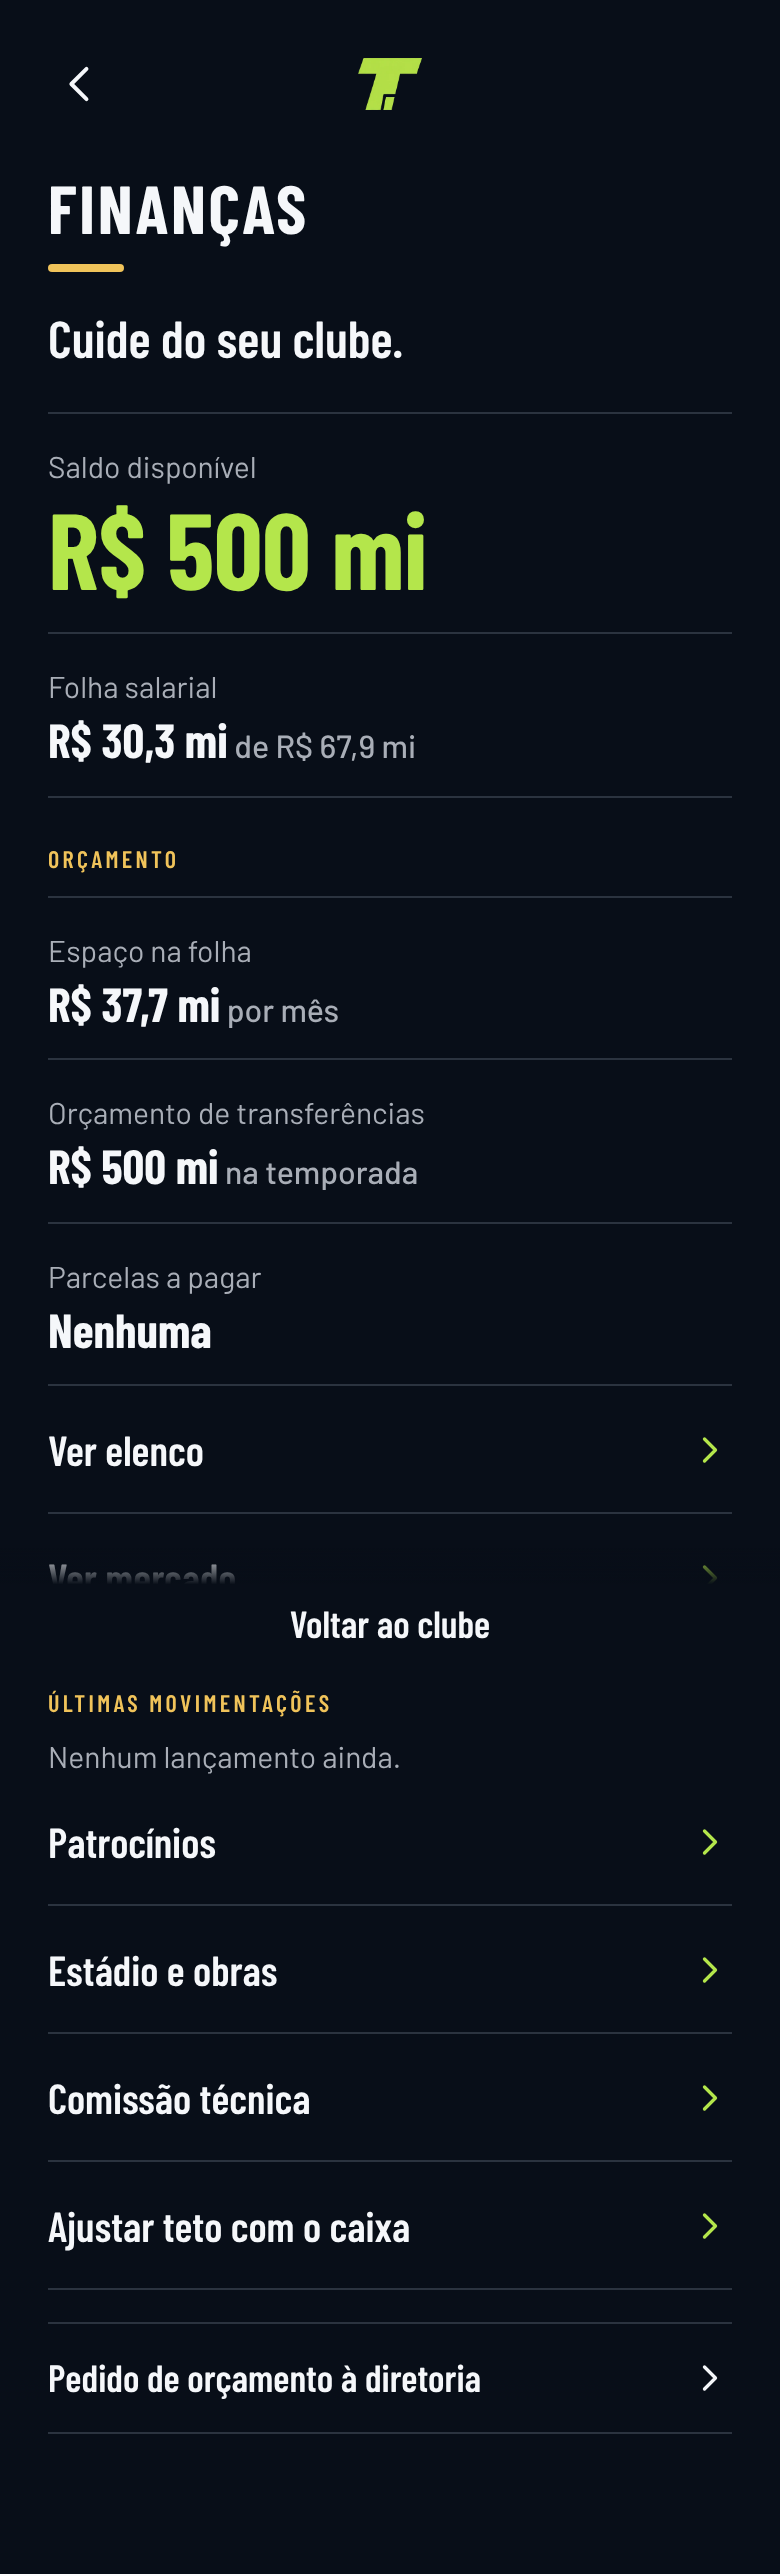 FINANÇAS
Cuide do seu clube.
Saldo disponível
R$ 500 mi
Folha salarial
R$ 30,3 mi de R$ 67,9 mi
ORÇAMENTO
Espaço na folha
R$ 37,7 mi por mês
Orçamento de transferências
R$ 500 mi na temporada
Parcelas a pagar
Nenhuma
Ver elenco
Ver mercado
Voltar ao clube
ÚLTIMAS MOVIMENTAÇÕES
Nenhum lançamento ainda.
Patrocínios
Estádio e obras
Comissão técnica
Ajustar teto com o caixa
Pedido de orçamento à diretoria